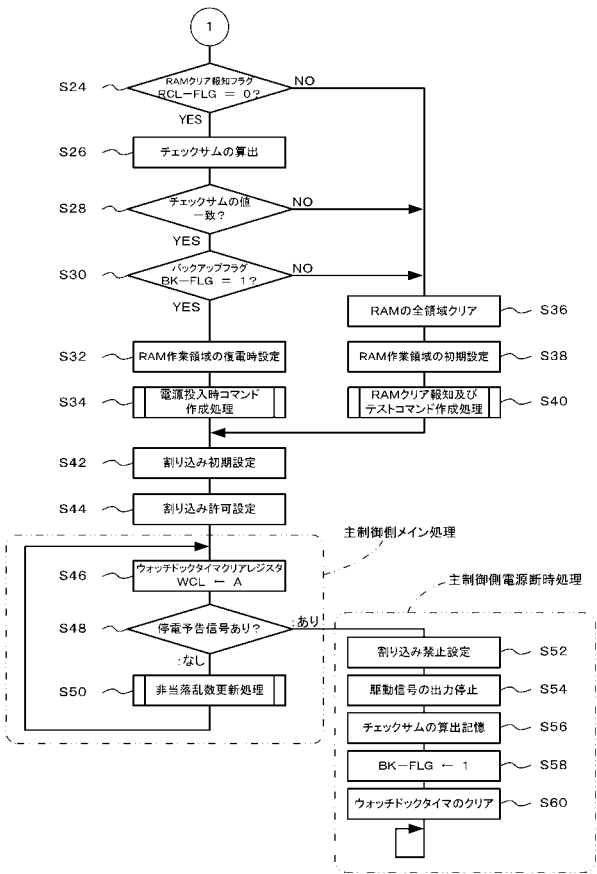 1
S24
RAMクリア報知フラグ
RCL-FLG = 0?
NO
YES
S26
チェックサムの算出
S28
チェックサムの値
一致?
NO
YES
S30
バックアップフラグ
BK-FLG = 1?
NO
YES
RAMの全領域クリア
S36
S32
RAM作業領域の復電時設定
RAM作業領域の初期設定
S38
S34
電源投入時コマンド
作成処理
RAMクリア報知及び
テストコマンド作成処理
S40
S42
割り込み初期設定
S44
割り込み許可設定
主制御側メイン処理
S46
ウォッチドックタイマクリアレジスタ
WCL ← A
主制御側電源断時処理
S48
停電予告信号あり?
:あり
:なし
割り込み禁止設定
S52
S50
非当落乱数更新処理
駆動信号の出力停止
S54
チェックサムの算出記憶
S56
BK-FLG ← 1
S58
ウォッチドックタイマのクリア
S60